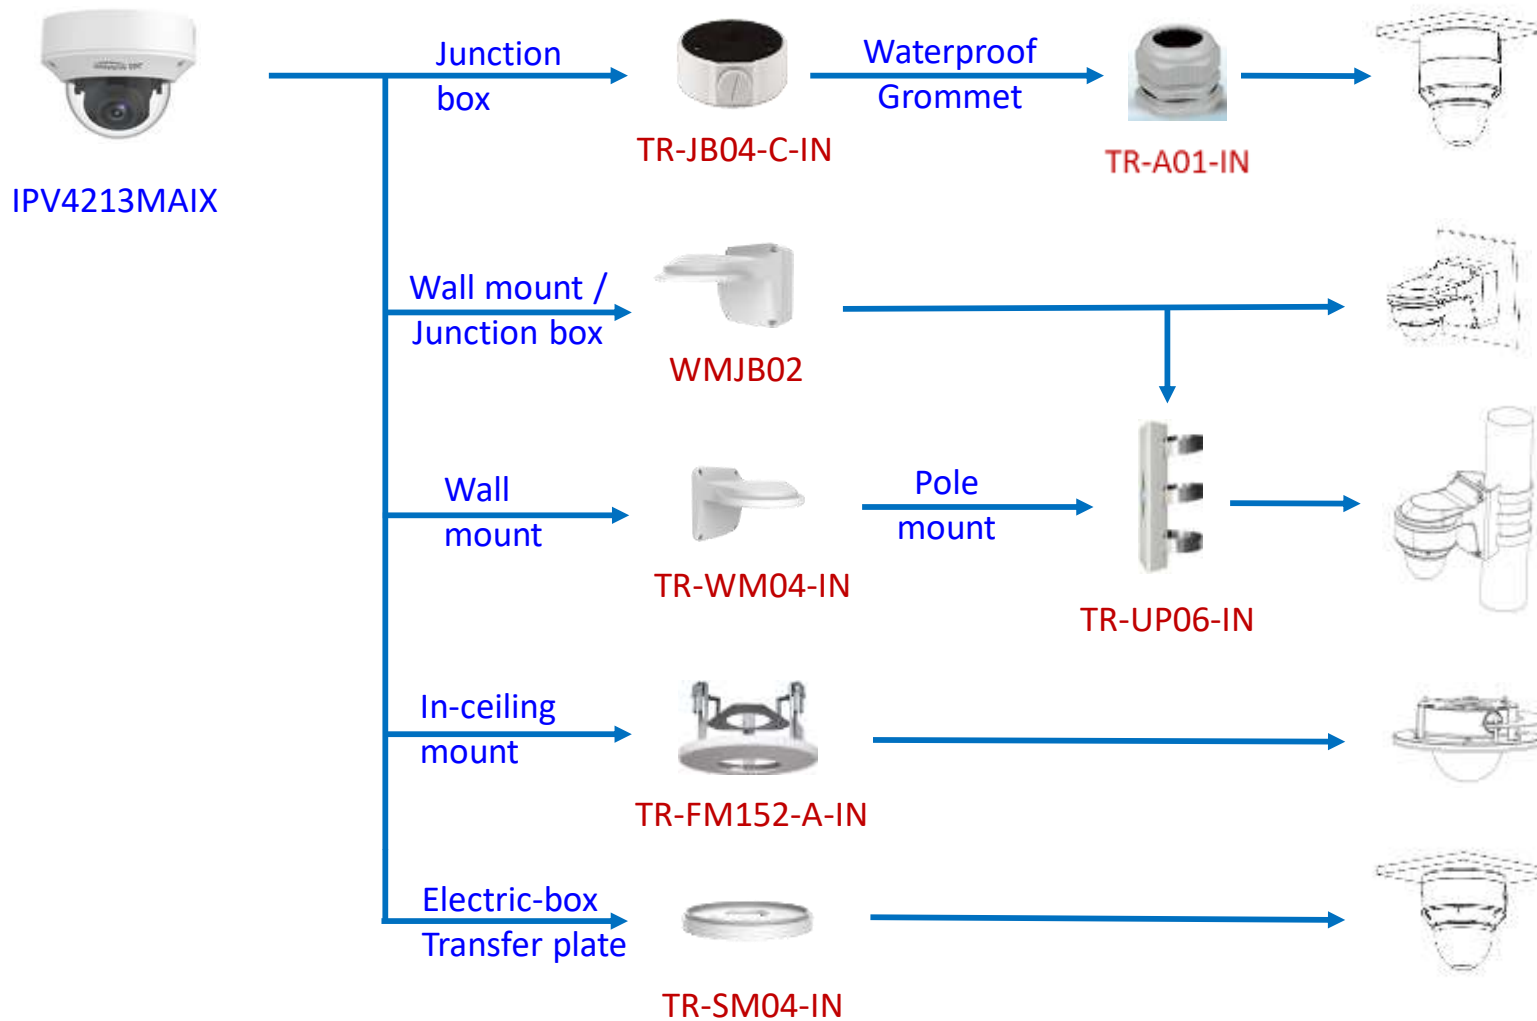 Junction
box
Waterproof
Grommet
TR-JB04-C-IN
TR-A01-IN
IPV4213MAIX
Wall mount /
Junction box
WMJB02
Wall
mount
Pole
mount
TR-WM04-IN
TR-UP06-IN
In-ceiling
mount
TR-FM152-A-IN
Electric-box
Transfer plate
TR-SM04-IN